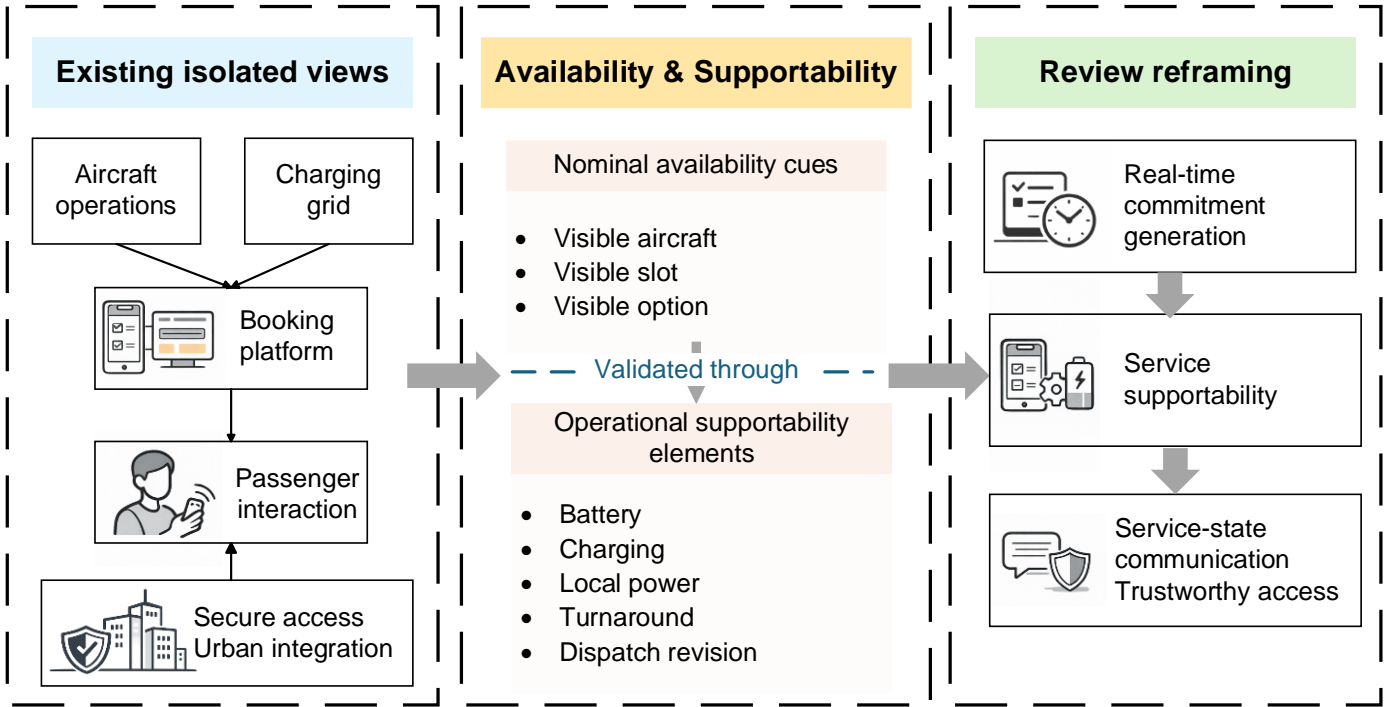 Existing isolated views
Aircraft
operations
Charging
grid
Booking
platform
Passenger
interaction
Secure access
Urban integration
Availability & Supportability
Nominal availability cues
• Visible aircraft
• Visible slot
• Visible option
Validated through
Operational supportability
elements
• Battery
• Charging
• Local power
• Turnaround
• Dispatch revision
Review reframing
Real-time
commitment
generation
Service
supportability
Service-state
communication
Trustworthy access